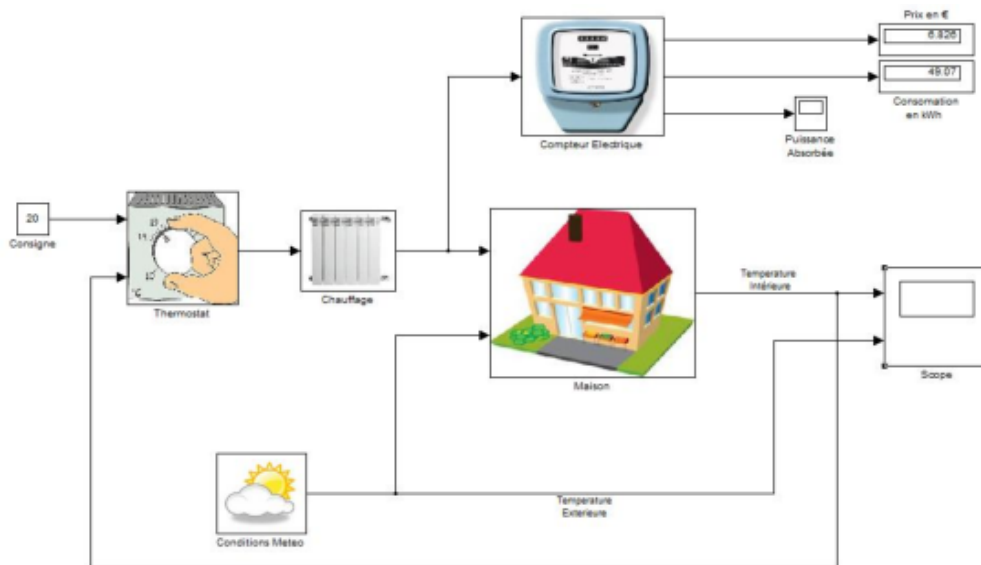 Prix en €
6.826
49.07
Consomation
en kWh
Compteur Electrique
Puissance
Absorbée
20
Consigne
Thermostat
Chauffage
Temperature
Intérieure
Maison
Scope
Conditions Meteo
Temperature
Exterieure